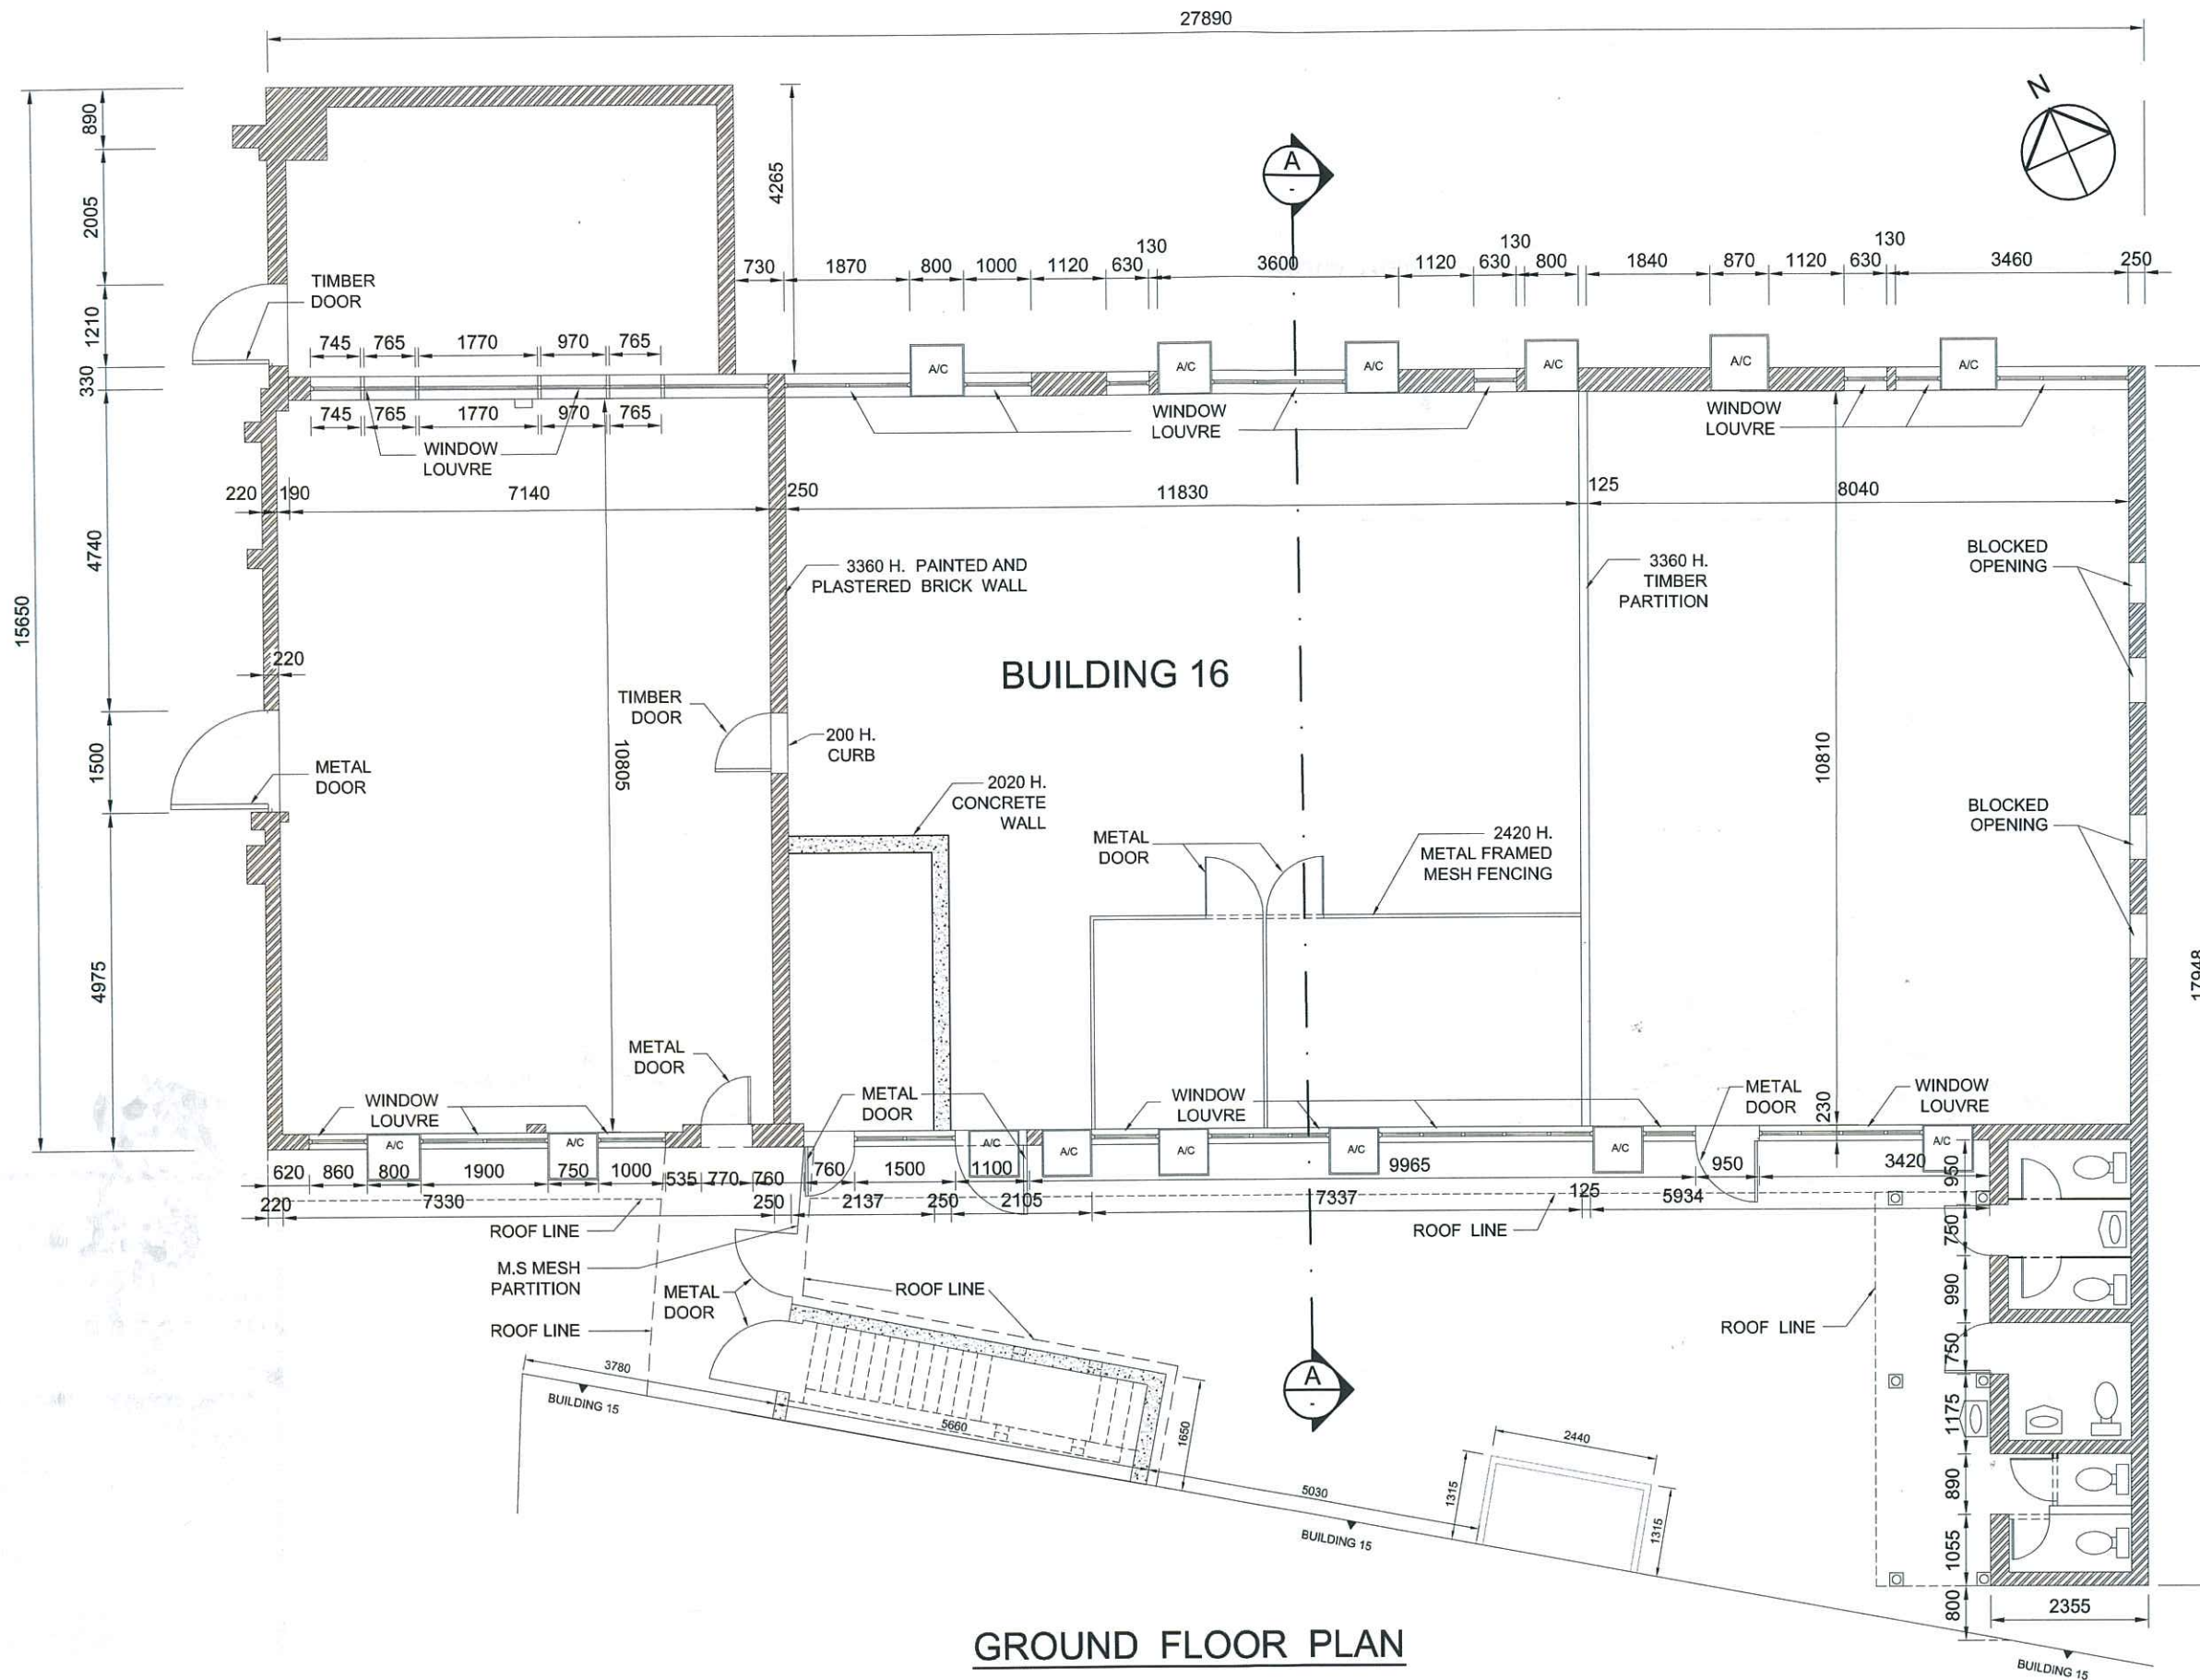 27890
N
15650
890
2005
1210
330
4740
1500
4975
4265
A
-
730
1870
800
1000
1120
630
130
3600
1120
630
130
800
1840
870
1120
630
130
3460
250
TIMBER
DOOR
745
765
1770
970
765
A/C
A/C
A/C
A/C
A/C
A/C
745
765
1770
970
765
WINDOW
LOUVRE
WINDOW
LOUVRE
WINDOW
LOUVRE
220
190
7140
250
11830
125
8040
3360 H. PAINTED AND
PLASTERED BRICK WALL
3360 H.
TIMBER
PARTITION
BLOCKED
OPENING
220
BUILDING 16
TIMBER
DOOR
200 H.
CURB
METAL
DOOR
10805
10810
2020 H.
CONCRETE
WALL
METAL
DOOR
2420 H.
METAL FRAMED
MESH FENCING
BLOCKED
OPENING
17948
METAL
DOOR
WINDOW
LOUVRE
METAL
DOOR
WINDOW
LOUVRE
METAL
DOOR
230
WINDOW
LOUVRE
A/C
A/C
A/C
A/C
A/C
A/C
A/C
A/C
620
860
800
1900
750
1000
535
770
760
760
1500
1100
9965
950
3420
220
7330
250
2137
250
2105
7337
125
5934
950
750
990
750
1175
890
1055
800
ROOF LINE
ROOF LINE
M.S MESH
PARTITION
METAL
DOOR
ROOF LINE
ROOF LINE
ROOF LINE
3780
BUILDING 15
5660
1650
A
-
5030
1315
2440
1315
BUILDING 15
2355
BUILDING 15
GROUND FLOOR PLAN